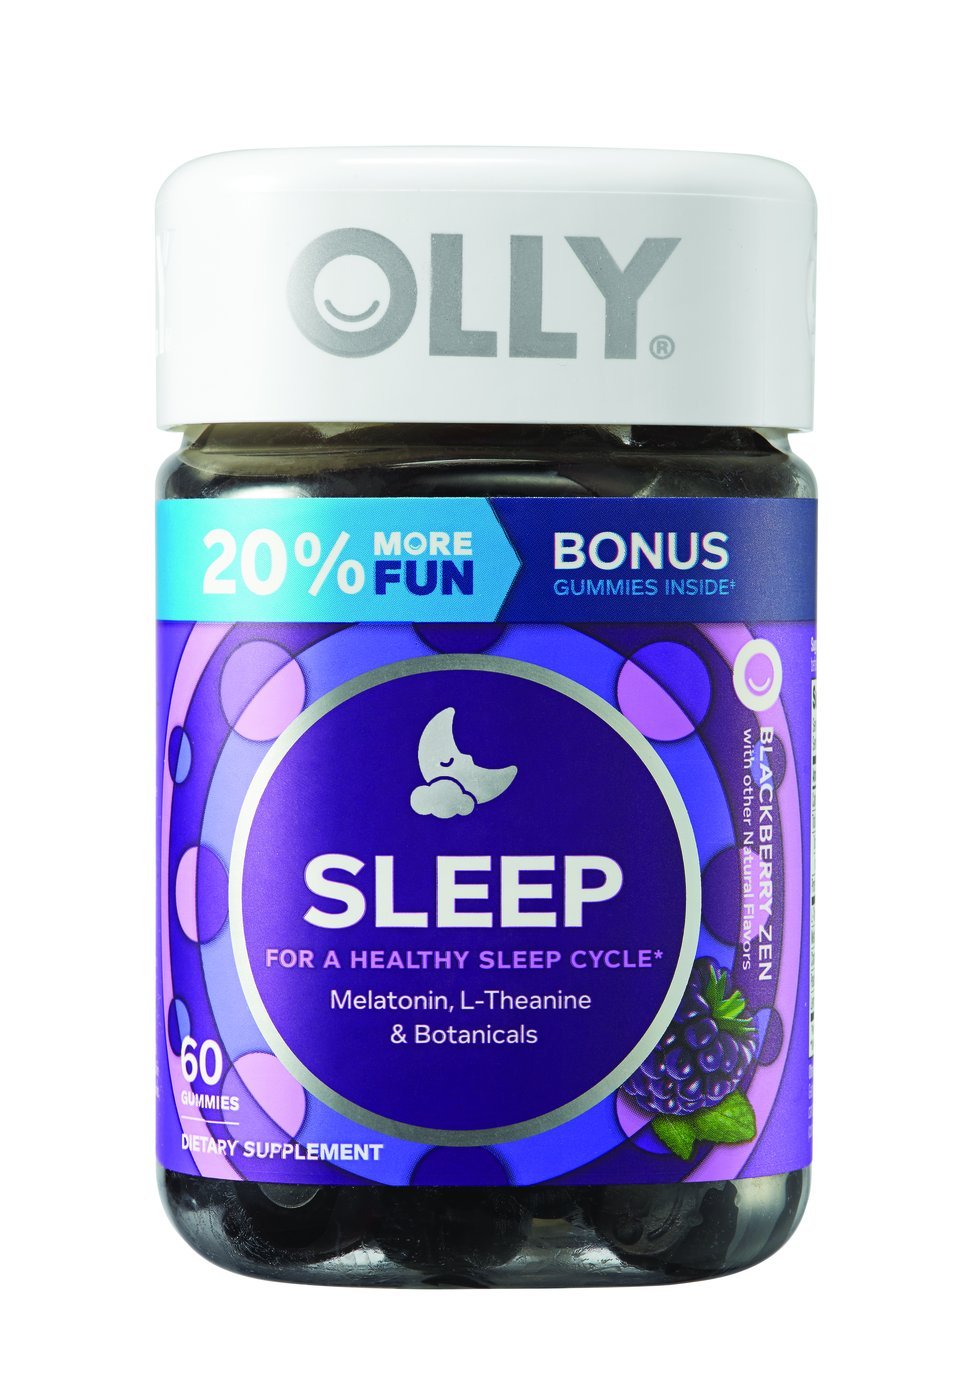 OLLY®
20% MORE FUN
BONUS
GUMMIES INSIDE‡
SLEEP
FOR A HEALTHY SLEEP CYCLE*
Melatonin, L-Theanine
& Botanicals
BLACKBERRY ZEN
with other Natural Flavors
60
GUMMIES
DIETARY SUPPLEMENT